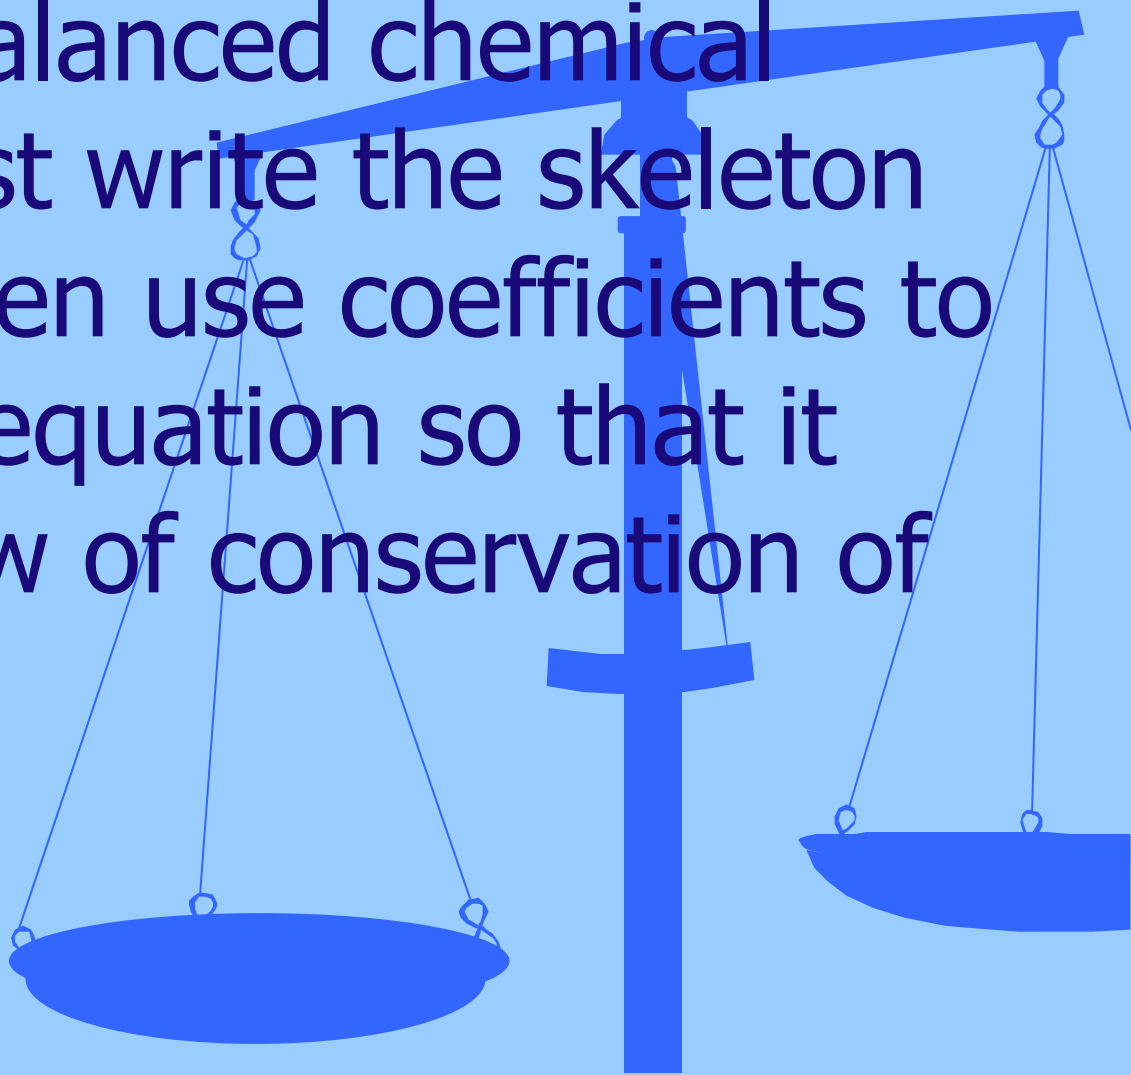 alanced chemical
st write the skeleton
en use coefficients to
equation so that it
w of conservation of